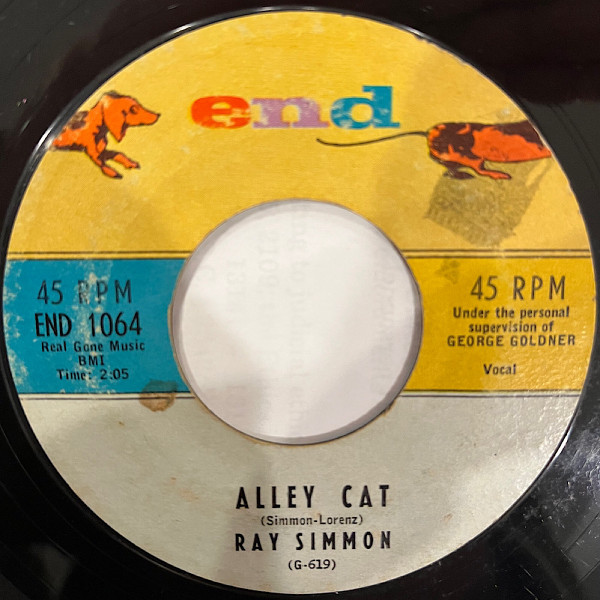 end
45 RPM
END 1064
Real Gone Music
BMI
Time: 2:05
45 RPM
Under the personal
supervision of
GEORGE GOLDNER
Vocal
ALLEY CAT
(Simmon-Lorenz)
RAY SIMMON
(G-619)